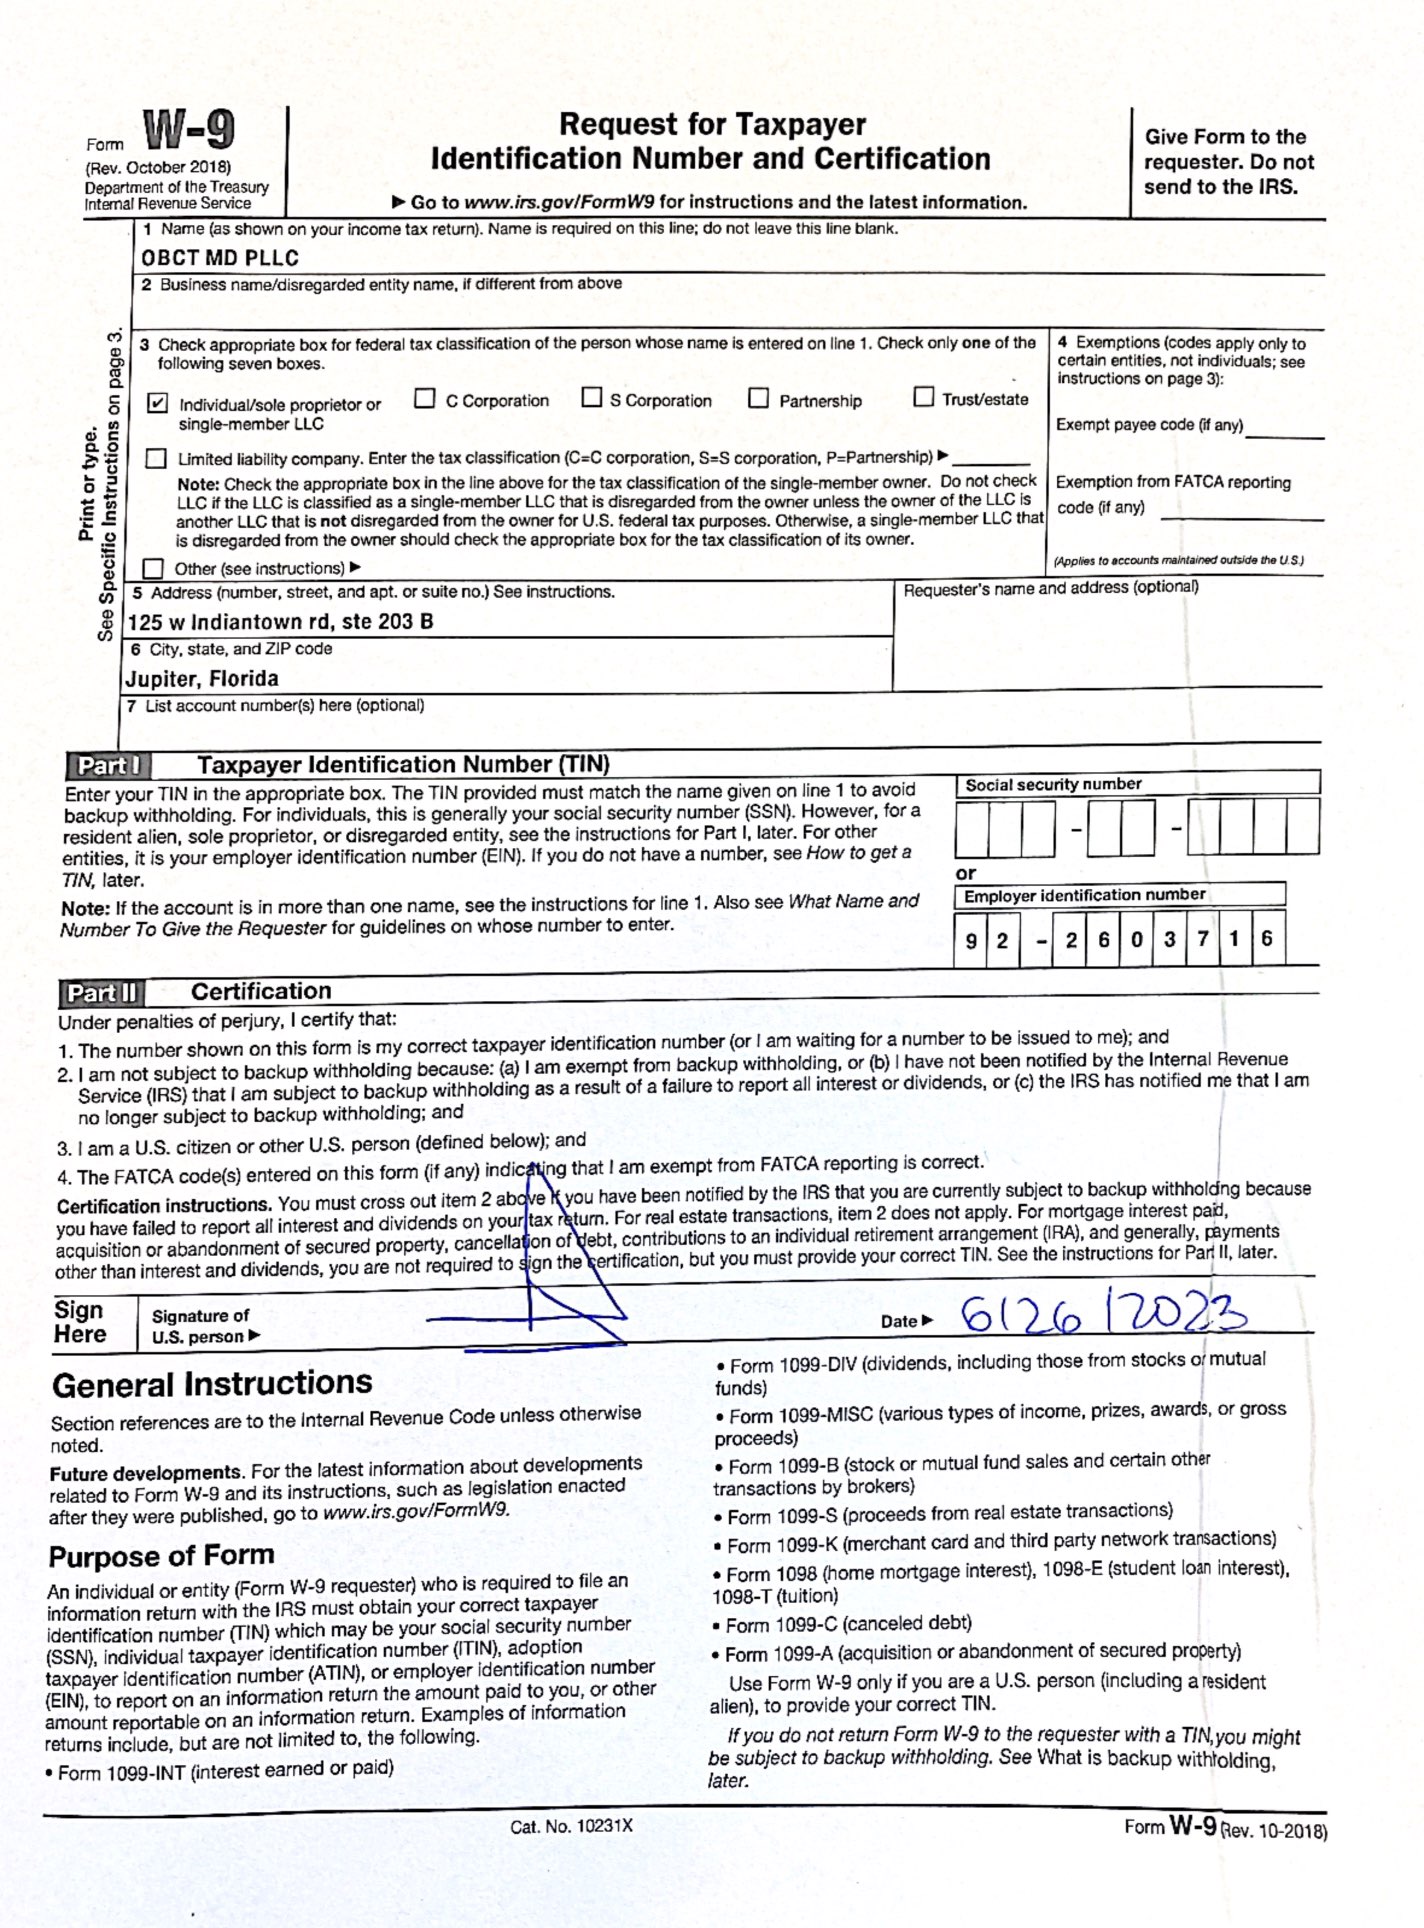 Form W-9
(Rev. October 2018)
Department of the Treasury
Internal Revenue Service
Request for Taxpayer
Identification Number and Certification
▶ Go to www.irs.gov/FormW9 for instructions and the latest information.
Give Form to the
requester. Do not
send to the IRS.
Print or type.
See Specific Instructions on page 3.
1 Name (as shown on your income tax return). Name is required on this line; do not leave this line blank.
OBCT MD PLLC
2 Business name/disregarded entity name, if different from above
3 Check appropriate box for federal tax classification of the person whose name is entered on line 1. Check only one of the
following seven boxes.
Individual/sole proprietor or
single-member LLC
C Corporation
S Corporation
Partnership
Trust/estate
Limited liability company. Enter the tax classification (C=C corporation, S=S corporation, P=Partnership) ▶
Note: Check the appropriate box in the line above for the tax classification of the single-member owner. Do not check
LLC if the LLC is classified as a single-member LLC that is disregarded from the owner unless the owner of the LLC is
another LLC that is not disregarded from the owner for U.S. federal tax purposes. Otherwise, a single-member LLC that
is disregarded from the owner should check the appropriate box for the tax classification of its owner.
Other (see instructions) ▶
4 Exemptions (codes apply only to
certain entities, not individuals; see
instructions on page 3):
Exempt payee code (if any)
Exemption from FATCA reporting
code (if any)
(Applies to accounts maintained outside the U.S.)
5 Address (number, street, and apt. or suite no.) See instructions.
125 w Indiantown rd, ste 203 B
Requester's name and address (optional)
6 City, state, and ZIP code
Jupiter, Florida
7 List account number(s) here (optional)
Part I Taxpayer Identification Number (TIN)
Enter your TIN in the appropriate box. The TIN provided must match the name given on line 1 to avoid
backup withholding. For individuals, this is generally your social security number (SSN). However, for a
resident alien, sole proprietor, or disregarded entity, see the instructions for Part I, later. For other
entities, it is your employer identification number (EIN). If you do not have a number, see How to get a
TIN, later.
Note: If the account is in more than one name, see the instructions for line 1. Also see What Name and
Number To Give the Requester for guidelines on whose number to enter.
Social security number
– –
or
Employer identification number
9 2 – 2 6 0 3 7 1 6
Part II Certification
Under penalties of perjury, I certify that:
1. The number shown on this form is my correct taxpayer identification number (or I am waiting for a number to be issued to me); and
2. I am not subject to backup withholding because: (a) I am exempt from backup withholding, or (b) I have not been notified by the Internal Revenue
Service (IRS) that I am subject to backup withholding as a result of a failure to report all interest or dividends, or (c) the IRS has notified me that I am
no longer subject to backup withholding; and
3. I am a U.S. citizen or other U.S. person (defined below); and
4. The FATCA code(s) entered on this form (if any) indicating that I am exempt from FATCA reporting is correct.
Certification instructions. You must cross out item 2 above if you have been notified by the IRS that you are currently subject to backup withholding because
you have failed to report all interest and dividends on your tax return. For real estate transactions, item 2 does not apply. For mortgage interest paid,
acquisition or abandonment of secured property, cancellation of debt, contributions to an individual retirement arrangement (IRA), and generally, payments
other than interest and dividends, you are not required to sign the certification, but you must provide your correct TIN. See the instructions for Part II, later.
Sign
Here
Signature of
U.S. person ▶
Date ▶ 6/26/2023
General Instructions
Section references are to the Internal Revenue Code unless otherwise
noted.
Future developments. For the latest information about developments
related to Form W-9 and its instructions, such as legislation enacted
after they were published, go to www.irs.gov/FormW9.
Purpose of Form
An individual or entity (Form W-9 requester) who is required to file an
information return with the IRS must obtain your correct taxpayer
identification number (TIN) which may be your social security number
(SSN), individual taxpayer identification number (ITIN), adoption
taxpayer identification number (ATIN), or employer identification number
(EIN), to report on an information return the amount paid to you, or other
amount reportable on an information return. Examples of information
returns include, but are not limited to, the following.
• Form 1099-INT (interest earned or paid)
• Form 1099-DIV (dividends, including those from stocks or mutual
funds)
• Form 1099-MISC (various types of income, prizes, awards, or gross
proceeds)
• Form 1099-B (stock or mutual fund sales and certain other
transactions by brokers)
• Form 1099-S (proceeds from real estate transactions)
• Form 1099-K (merchant card and third party network transactions)
• Form 1098 (home mortgage interest), 1098-E (student loan interest),
1098-T (tuition)
• Form 1099-C (canceled debt)
• Form 1099-A (acquisition or abandonment of secured property)
Use Form W-9 only if you are a U.S. person (including a resident
alien), to provide your correct TIN.
If you do not return Form W-9 to the requester with a TIN, you might
be subject to backup withholding. See What is backup withholding,
later.
Cat. No. 10231X
Form W-9 (Rev. 10-2018)